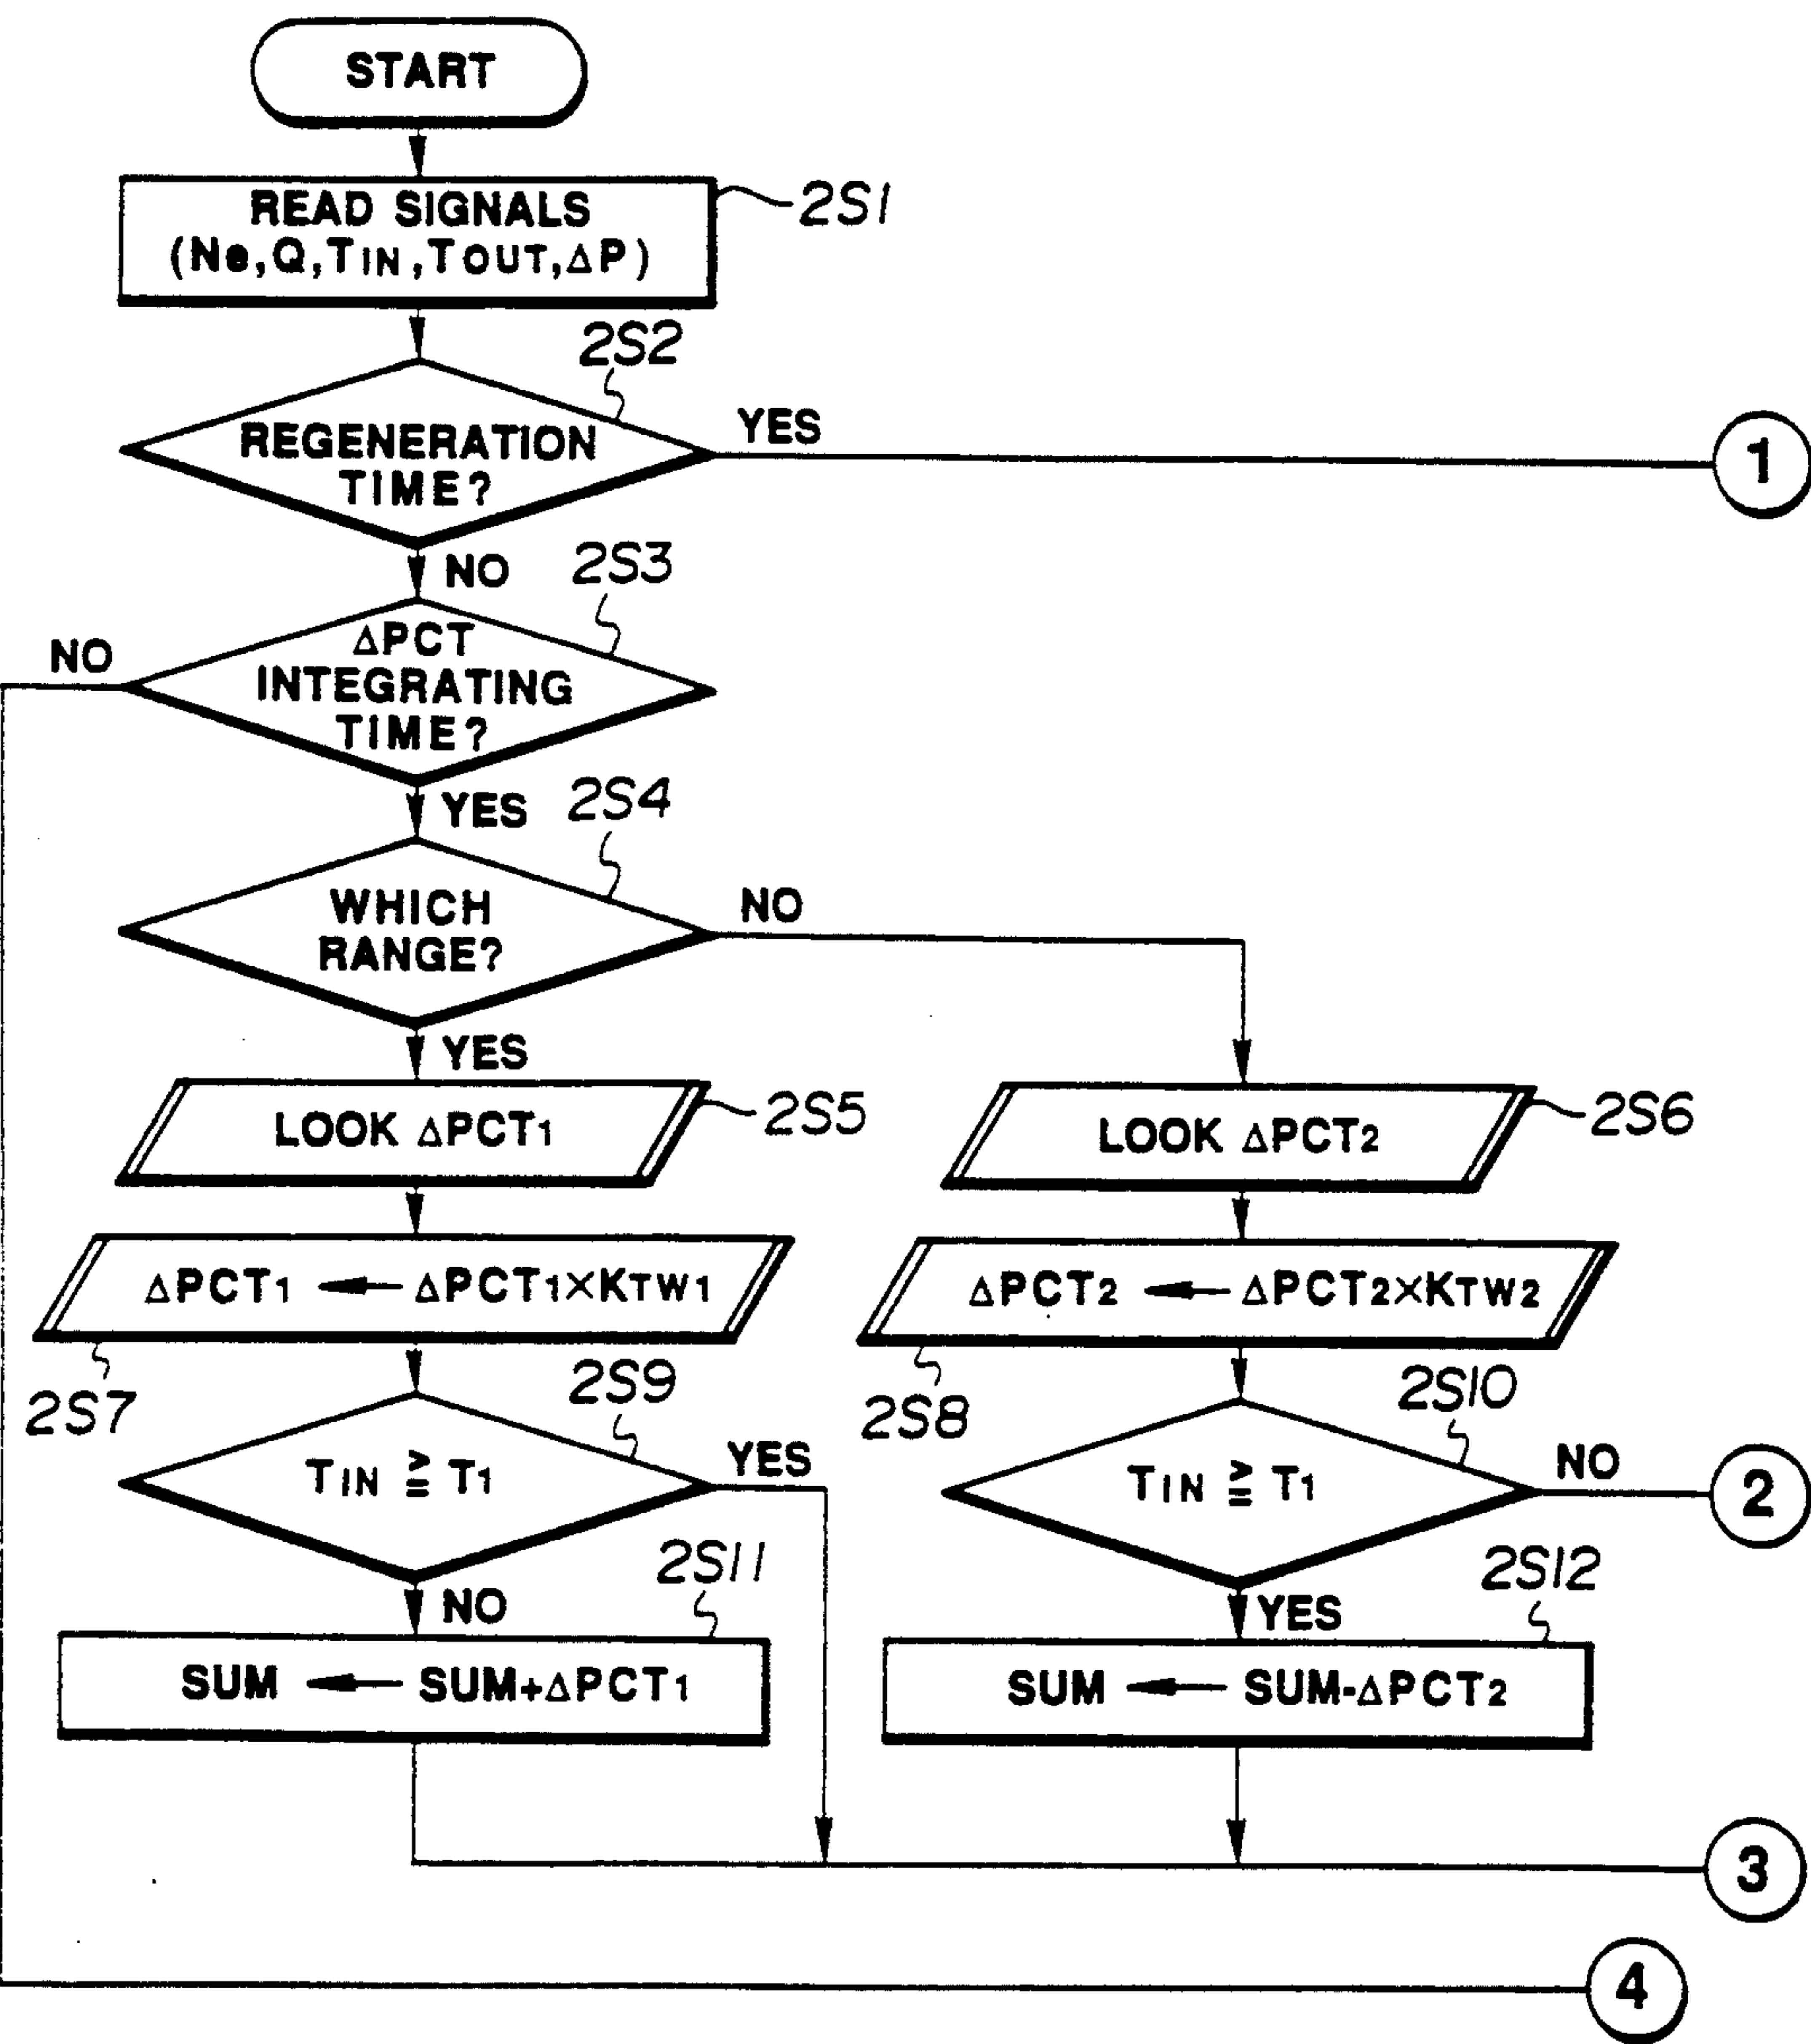 START
READ SIGNALS
(Ne,Q,TIN,TOUT,ΔP)
2S1
2S2
REGENERATION
TIME?
YES
1
NO
2S3
ΔPCT
INTEGRATING
TIME?
NO
YES
2S4
WHICH
RANGE?
NO
YES
LOOK ΔPCT1
2S5
LOOK ΔPCT2
2S6
ΔPCT1 ← ΔPCT1×KTW1
2S7
ΔPCT2 ← ΔPCT2×KTW2
2S8
2S9
TIN ≧ T1
YES
2S10
TIN ≧ T1
NO
2
NO
2S11
YES
2S12
SUM ← SUM+ΔPCT1
SUM ← SUM-ΔPCT2
3
4